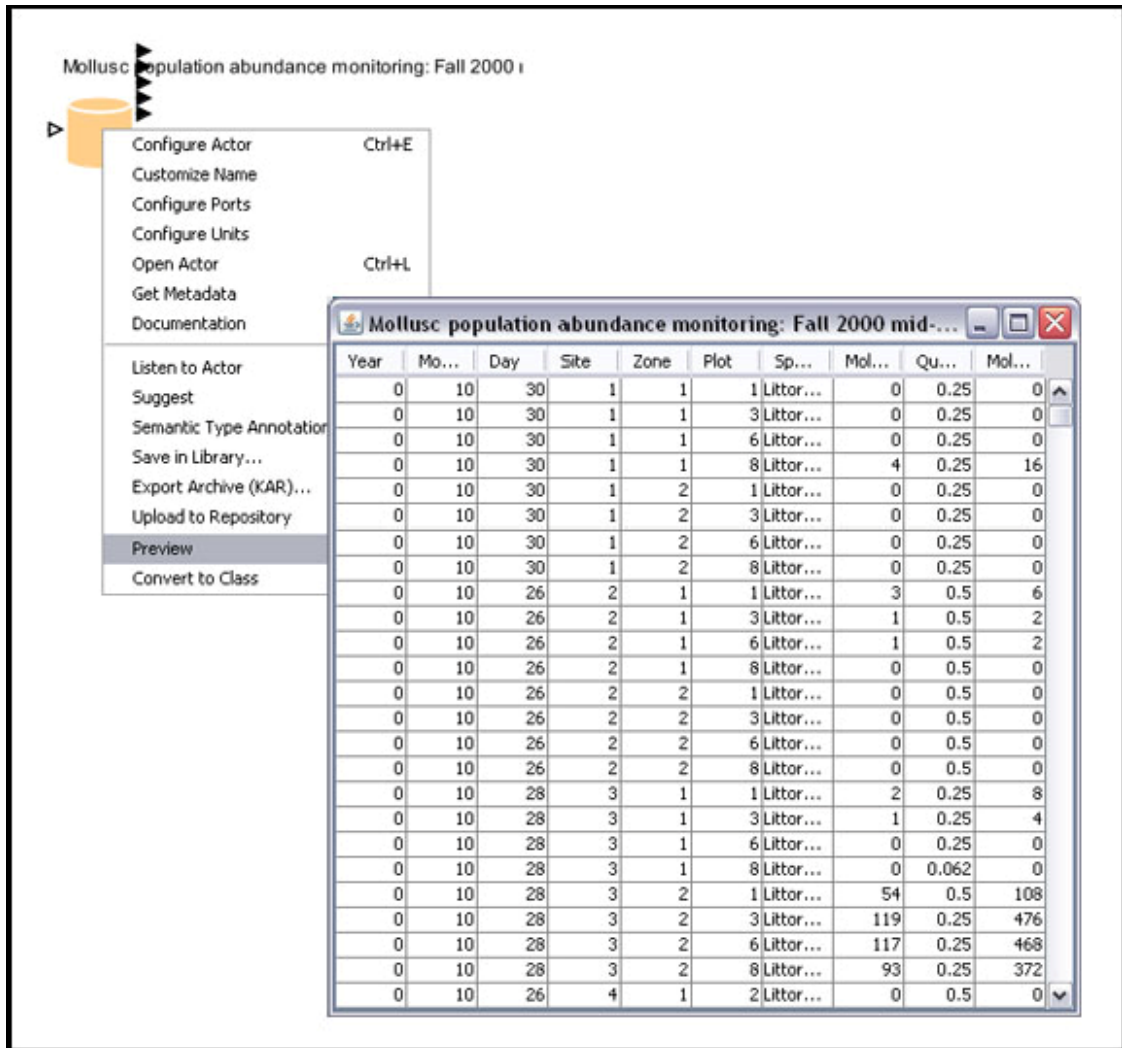 Mollusc population abundance monitoring: Fall 2000
Configure Actor Ctrl+E
Customize Name
Configure Ports
Configure Units
Open Actor Ctrl+L
Get Metadata
Documentation
Listen to Actor
Suggest
Semantic Type Annotation
Save in Library...
Export Archive (KAR)...
Upload to Repository
Preview
Convert to Class
Mollusc population abundance monitoring: Fall 2000 mid-...
Year Mo... Day Site Zone Plot Sp... Mol... Qu... Mol...
0 10 30 1 1 1 Littor... 0 0.25 0
0 10 30 1 1 3 Littor... 0 0.25 0
0 10 30 1 1 6 Littor... 0 0.25 0
0 10 30 1 1 8 Littor... 4 0.25 16
0 10 30 1 2 1 Littor... 0 0.25 0
0 10 30 1 2 3 Littor... 0 0.25 0
0 10 30 1 2 6 Littor... 0 0.25 0
0 10 30 1 2 8 Littor... 0 0.25 0
0 10 26 2 1 1 Littor... 3 0.5 6
0 10 26 2 1 3 Littor... 1 0.5 2
0 10 26 2 1 6 Littor... 1 0.5 2
0 10 26 2 1 8 Littor... 0 0.5 0
0 10 26 2 2 1 Littor... 0 0.5 0
0 10 26 2 2 3 Littor... 0 0.5 0
0 10 26 2 2 6 Littor... 0 0.5 0
0 10 26 2 2 8 Littor... 0 0.5 0
0 10 28 3 1 1 Littor... 2 0.25 8
0 10 28 3 1 3 Littor... 1 0.25 4
0 10 28 3 1 6 Littor... 0 0.25 0
0 10 28 3 1 8 Littor... 0 0.062 0
0 10 28 3 2 1 Littor... 54 0.5 108
0 10 28 3 2 3 Littor... 119 0.25 476
0 10 28 3 2 6 Littor... 117 0.25 468
0 10 28 3 2 8 Littor... 93 0.25 372
0 10 26 4 1 2 Littor... 0 0.5 0